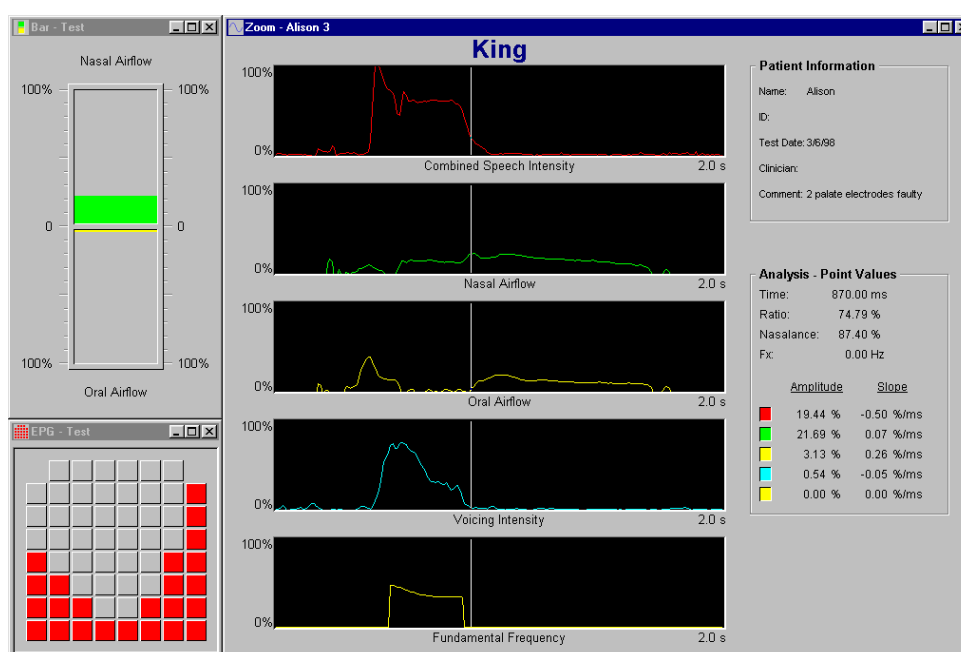 Bar - Test
Nasal Airflow
100% 100%
0 0
100% 100%
Oral Airflow
EPG - Test
Zoom - Alison 3
King
100%
0%
Combined Speech Intensity 2.0 s
100%
0%
Nasal Airflow 2.0 s
100%
0%
Oral Airflow 2.0 s
100%
0%
Voicing Intensity 2.0 s
100%
0%
Fundamental Frequency 2.0 s
Patient Information
Name: Alison
ID:
Test Date: 3/6/98
Clinician:
Comment: 2 palate electrodes faulty
Analysis - Point Values
Time: 870.00 ms
Ratio: 74.79 %
Nasalance: 87.40 %
Fx: 0.00 Hz
Amplitude Slope
19.44 % -0.50 %/ms
21.69 % 0.07 %/ms
3.13 % 0.26 %/ms
0.54 % -0.05 %/ms
0.00 % 0.00 %/ms